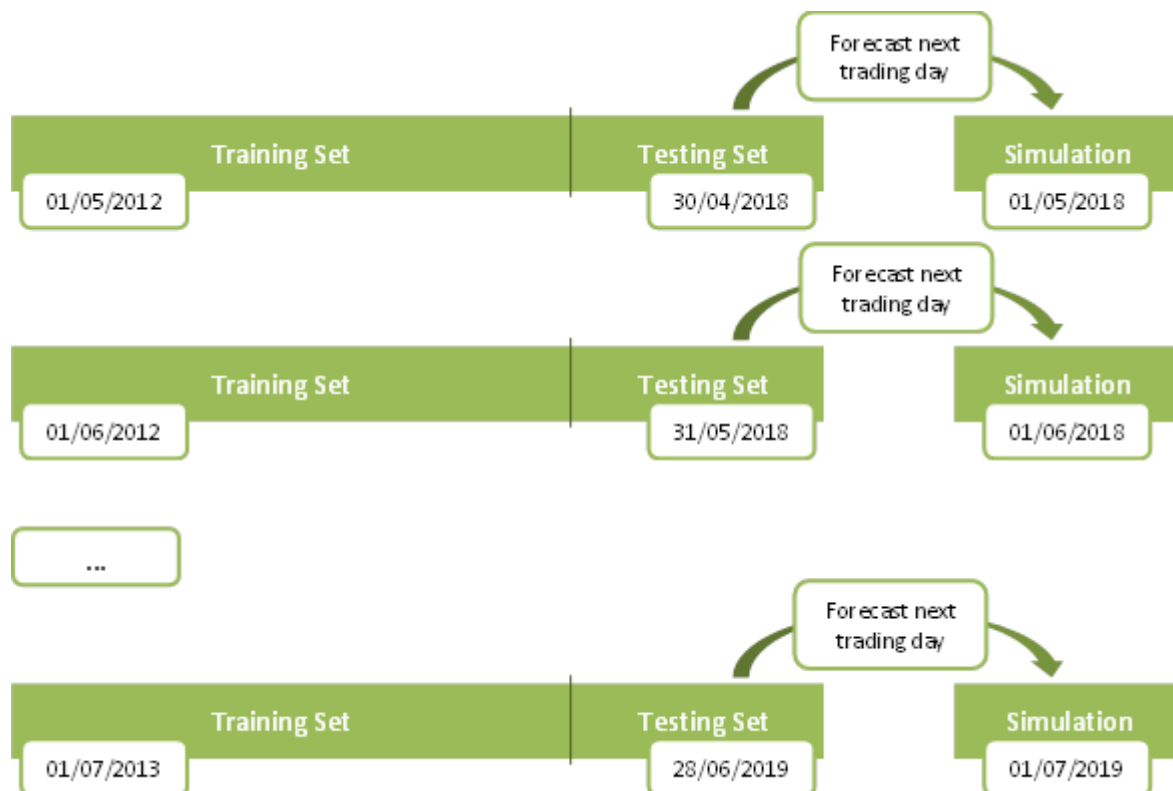 Forecast next
trading day
Training Set
Testing Set
Simulation
01/05/2012
30/04/2018
01/05/2018
Forecast next
trading day
Training Set
Testing Set
Simulation
01/06/2012
31/05/2018
01/06/2018
...
Forecast next
trading day
Training Set
Testing Set
Simulation
01/07/2013
28/06/2019
01/07/2019